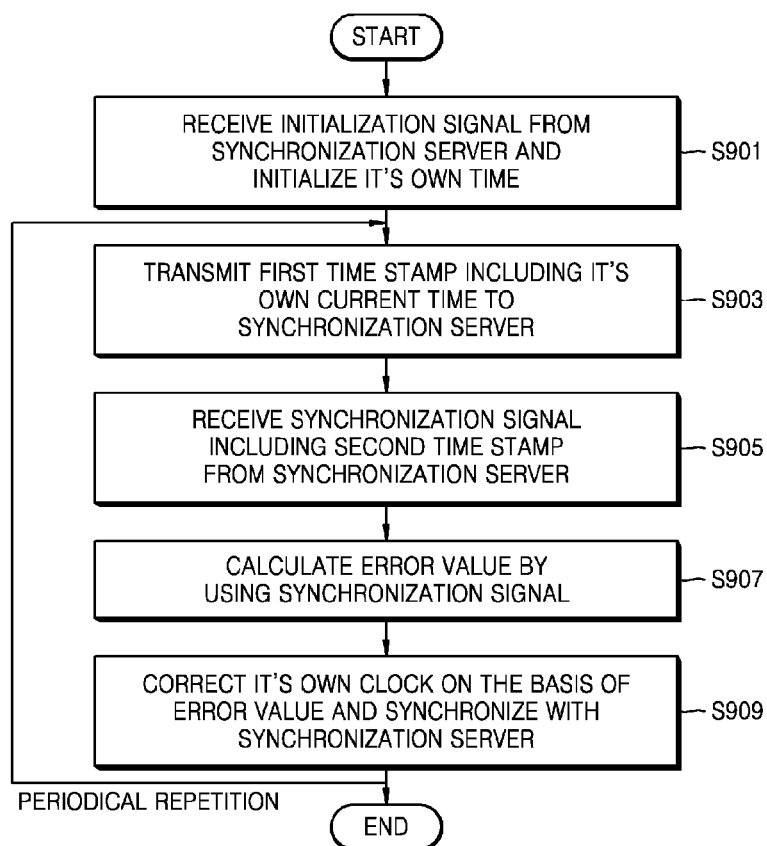 START
RECEIVE INITIALIZATION SIGNAL FROM
SYNCHRONIZATION SERVER AND
INITIALIZE IT'S OWN TIME
S901
TRANSMIT FIRST TIME STAMP INCLUDING IT'S
OWN CURRENT TIME TO
SYNCHRONIZATION SERVER
S903
RECEIVE SYNCHRONIZATION SIGNAL
INCLUDING SECOND TIME STAMP
FROM SYNCHRONIZATION SERVER
S905
CALCULATE ERROR VALUE BY
USING SYNCHRONIZATION SIGNAL
S907
CORRECT IT'S OWN CLOCK ON THE BASIS OF
ERROR VALUE AND SYNCHRONIZE WITH
SYNCHRONIZATION SERVER
S909
PERIODICAL REPETITION
END